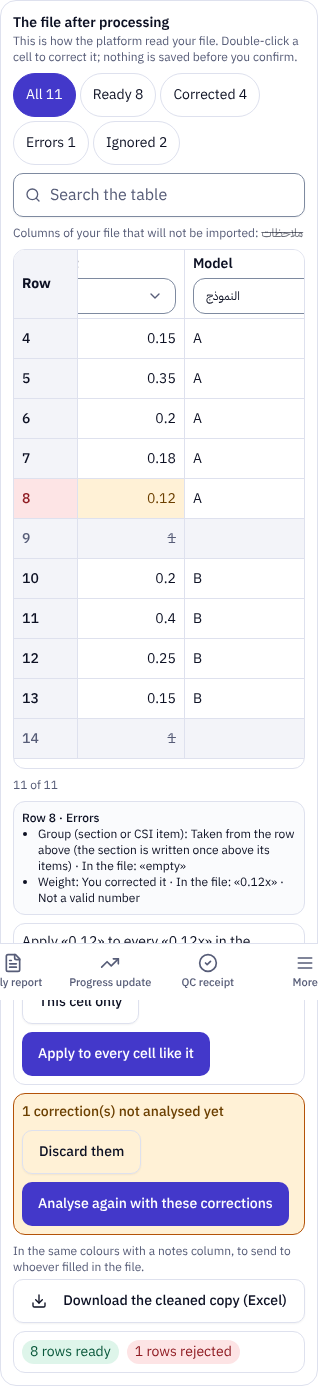 The file after processing
This is how the platform read your file. Double-click a
cell to correct it; nothing is saved before you confirm.
All 11
Ready 8
Corrected 4
Errors 1
Ignored 2
Search the table
Columns of your file that will not be imported: ملاحظات
Row
Model
النموذج
4 0.15 A
5 0.35 A
6 0.2 A
7 0.18 A
8 0.12 A
9 1
10 0.2 B
11 0.4 B
12 0.25 B
13 0.15 B
14 1
11 of 11
Row 8 · Errors
• Group (section or CSI item): Taken from the row
above (the section is written once above its
items) · In the file: «empty»
• Weight: You corrected it · In the file: «0.12x» ·
Not a valid number
Apply «0.12» to every «0.12x» in the
ly report
Progress update
QC receipt
More
This cell only
Apply to every cell like it
1 correction(s) not analysed yet
Discard them
Analyse again with these corrections
In the same colours with a notes column, to send to
whoever filled in the file.
Download the cleaned copy (Excel)
8 rows ready
1 rows rejected